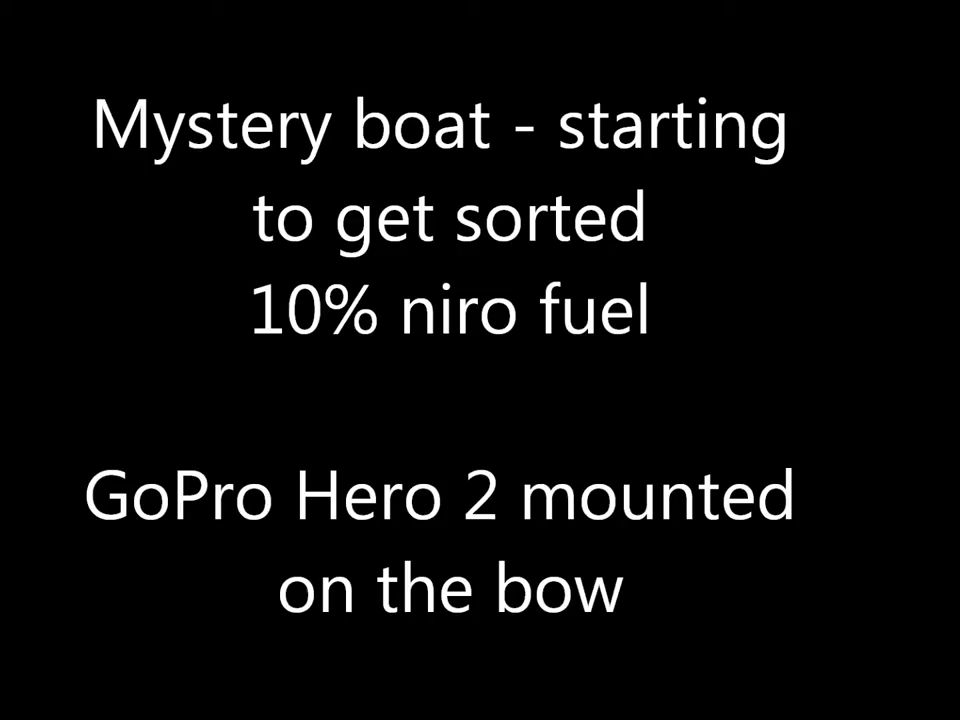 Mystery boat - starting
to get sorted
10% niro fuel
GoPro Hero 2 mounted
on the bow